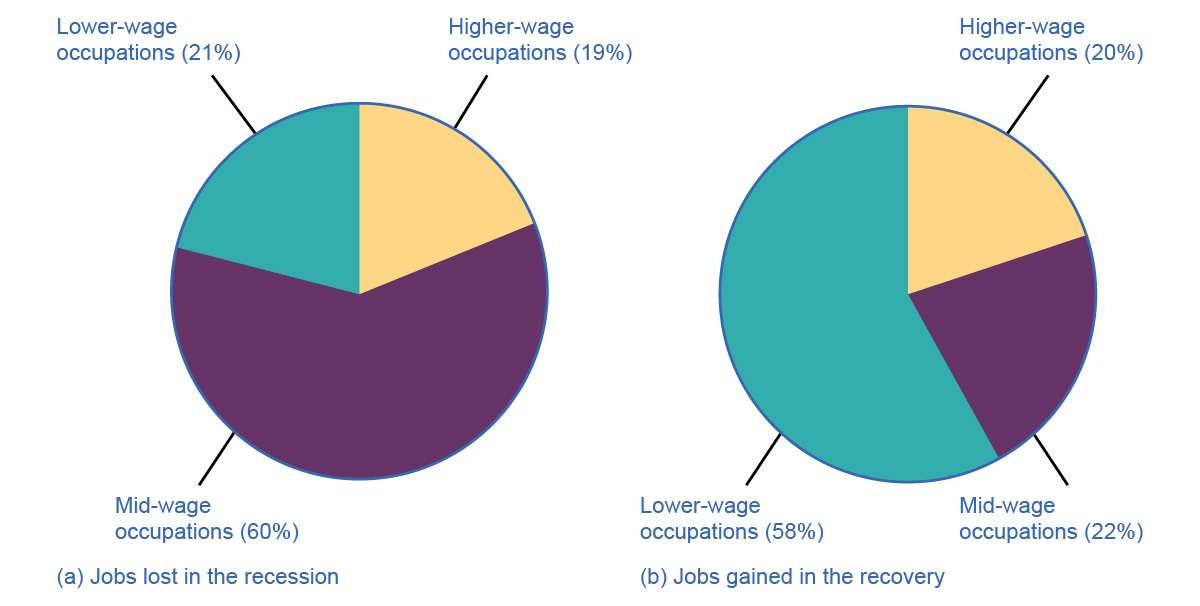 Lower-wage
occupations (21%)
Higher-wage
occupations (19%)
Mid-wage
occupations (60%)
(a) Jobs lost in the recession
Higher-wage
occupations (20%)
Lower-wage
occupations (58%)
Mid-wage
occupations (22%)
(b) Jobs gained in the recovery